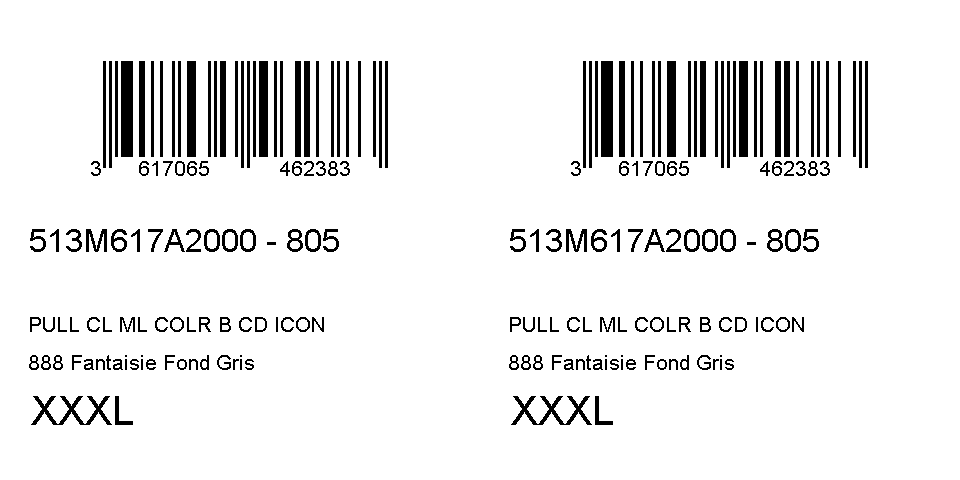 3 617065 462383
513M617A2000 - 805
PULL CL ML COLR B CD ICON
888 Fantaisie Fond Gris
XXXL
3 617065 462383
513M617A2000 - 805
PULL CL ML COLR B CD ICON
888 Fantaisie Fond Gris
XXXL